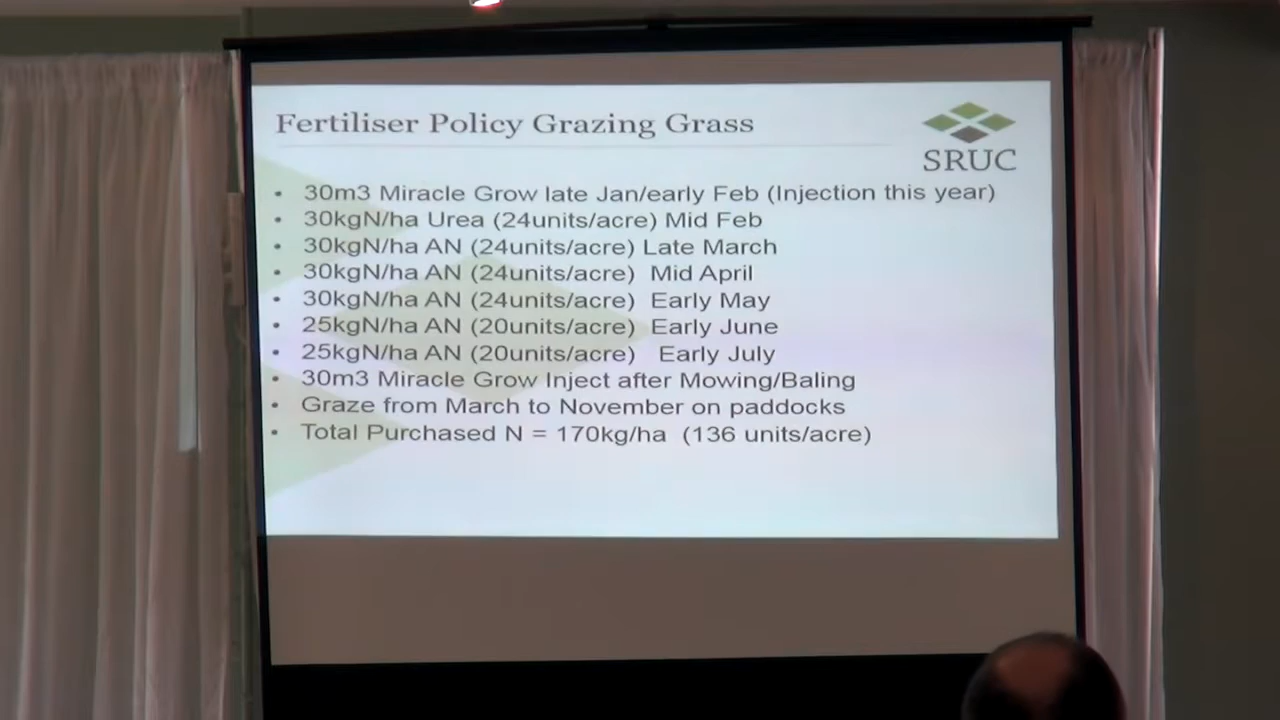 Fertiliser Policy Grazing Grass
SRUC
• 30m3 Miracle Grow late Jan/early Feb (Injection this year)
• 30kgN/ha Urea (24units/acre) Mid Feb
• 30kgN/ha AN (24units/acre) Late March
• 30kgN/ha AN (24units/acre) Mid April
• 30kgN/ha AN (24units/acre) Early May
• 25kgN/ha AN (20units/acre) Early June
• 25kgN/ha AN (20units/acre) Early July
• 30m3 Miracle Grow Inject after Mowing/Baling
• Graze from March to November on paddocks
• Total Purchased N = 170kg/ha (136 units/acre)